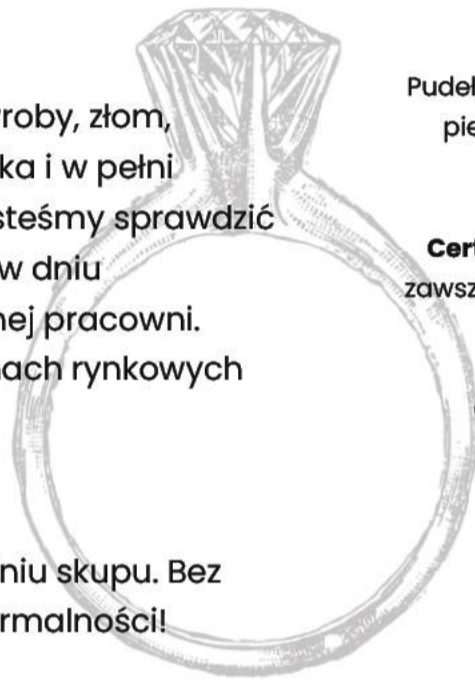 roby, złom,
ka i w pełni
steśmy sprawdzić
w dniu
nej pracowni.
ach rynkowych
niu skupu. Bez
rmalności!
Pudeł
pie
Cert
zawsz